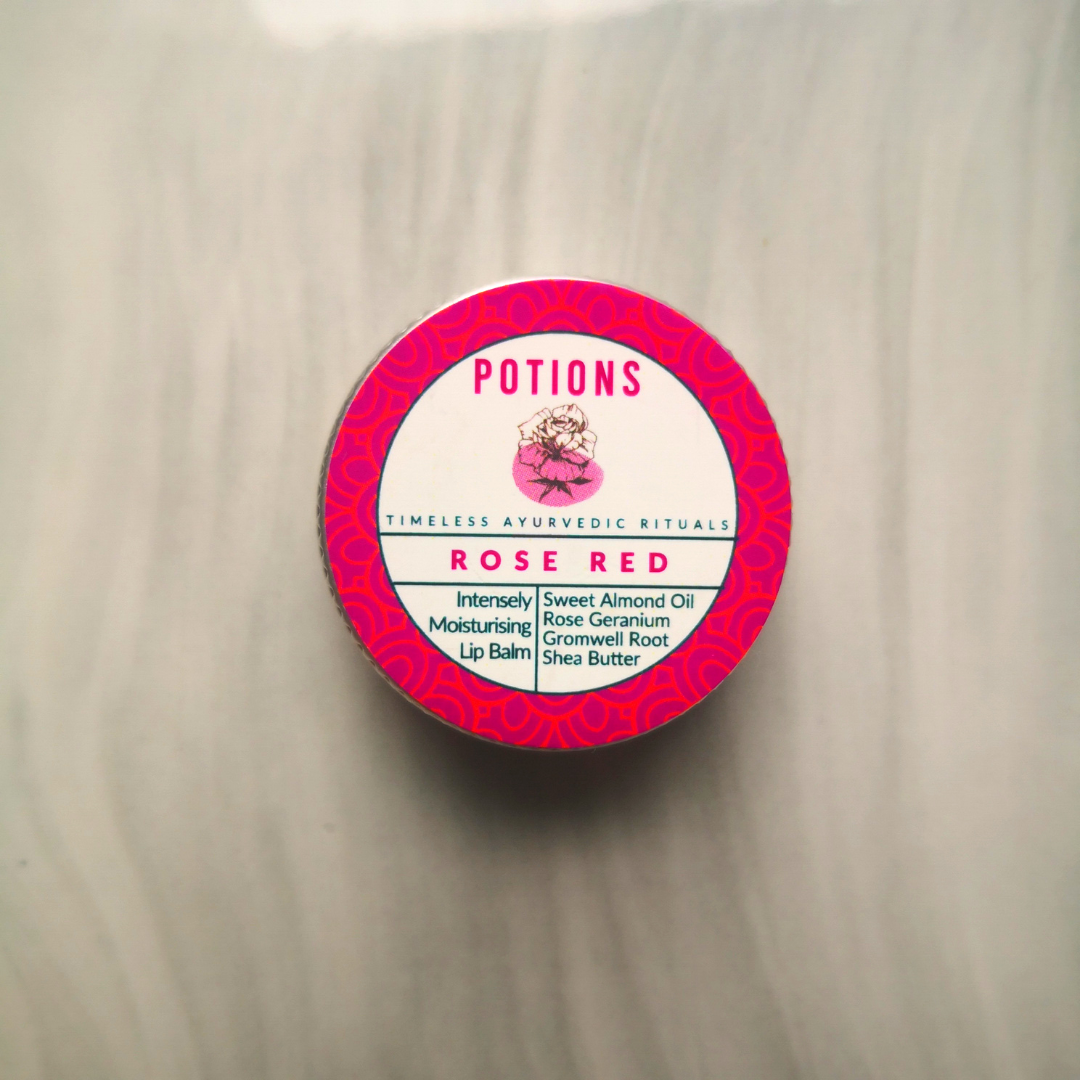 POTIONS
TIMELESS AYURVEDIC RITUALS
ROSE RED
Intensely
Moisturising
Lip Balm
Sweet Almond Oil
Rose Geranium
Gromwell Root
Shea Butter